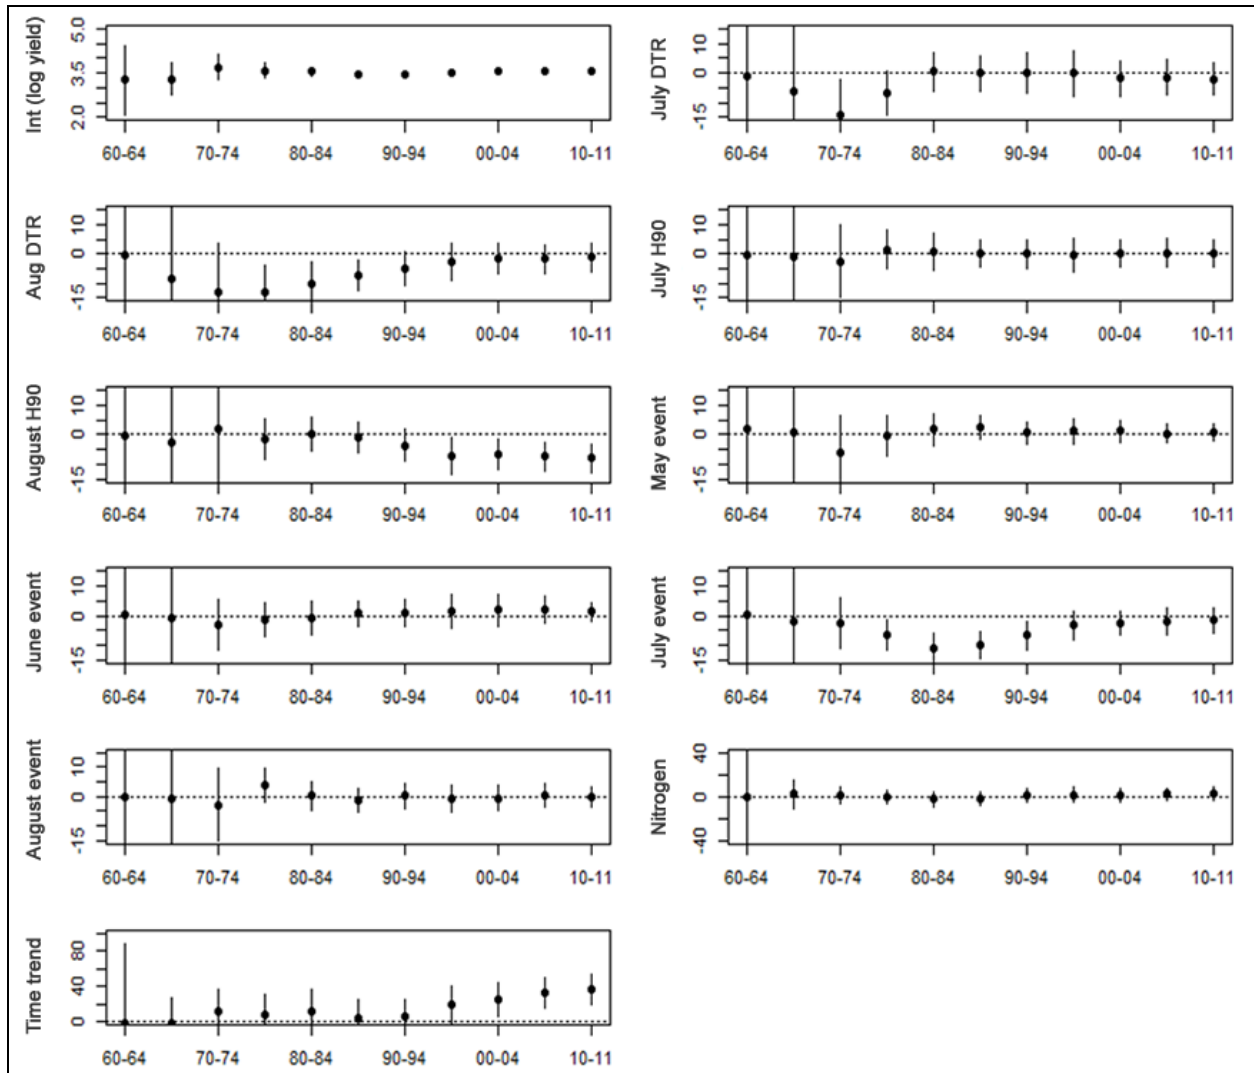 Int (log yield)
5.0
3.5
2.0
60-64 70-74 80-84 90-94 00-04 10-11
July DTR
10
0
-15
60-64 70-74 80-84 90-94 00-04 10-11
Aug DTR
10
0
-15
60-64 70-74 80-84 90-94 00-04 10-11
July H90
10
0
-15
60-64 70-74 80-84 90-94 00-04 10-11
August H90
10
0
-15
60-64 70-74 80-84 90-94 00-04 10-11
May event
10
0
-15
60-64 70-74 80-84 90-94 00-04 10-11
June event
10
0
-15
60-64 70-74 80-84 90-94 00-04 10-11
July event
10
0
-15
60-64 70-74 80-84 90-94 00-04 10-11
August event
10
0
-15
60-64 70-74 80-84 90-94 00-04 10-11
Nitrogen
40
0
-40
60-64 70-74 80-84 90-94 00-04 10-11
Time trend
80
40
0
60-64 70-74 80-84 90-94 00-04 10-11